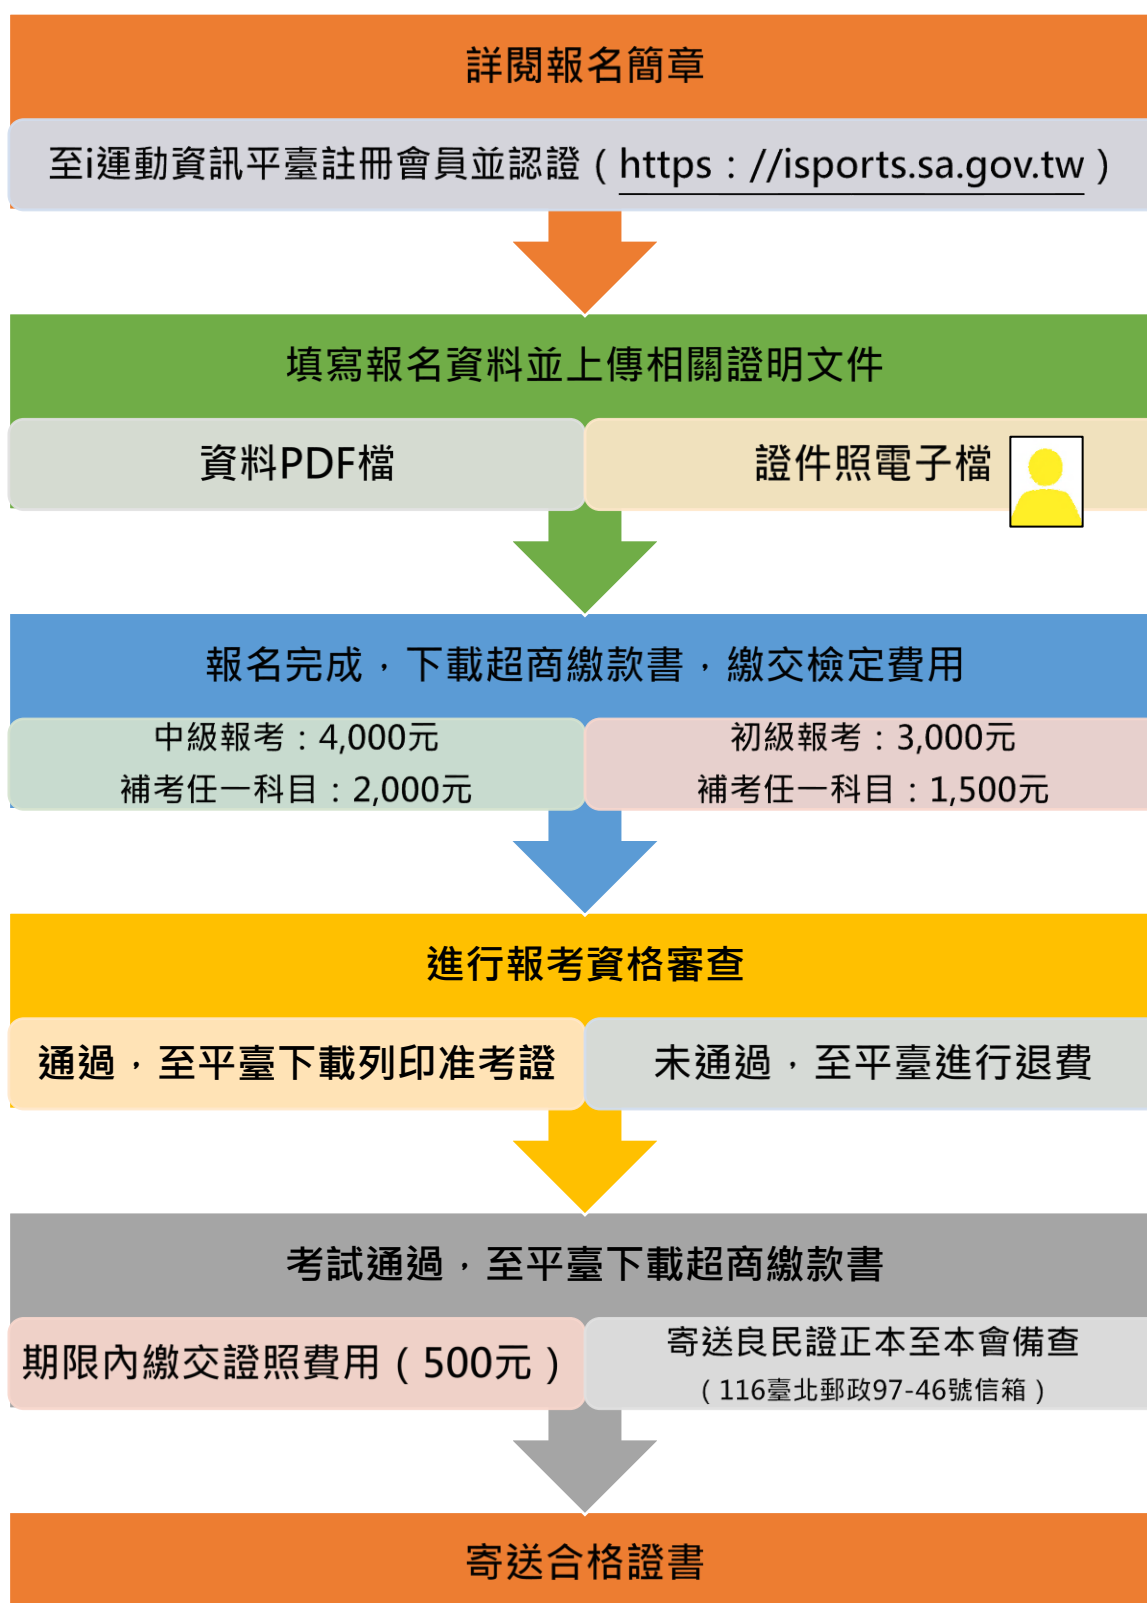 詳閱報名簡章
至i運動資訊平臺註冊會員並認證（https：//isports.sa.gov.tw）
填寫報名資料並上傳相關證明文件
資料PDF檔
證件照電子檔
報名完成，下載超商繳款書，繳交檢定費用
中級報考：4,000元
補考任一科目：2,000元
初級報考：3,000元
補考任一科目：1,500元
進行報考資格審查
通過，至平臺下載列印准考證
未通過，至平臺進行退費
考試通過，至平臺下載超商繳款書
期限內繳交證照費用（500元）
寄送良民證正本至本會備查
（116臺北郵政97-46號信箱）
寄送合格證書